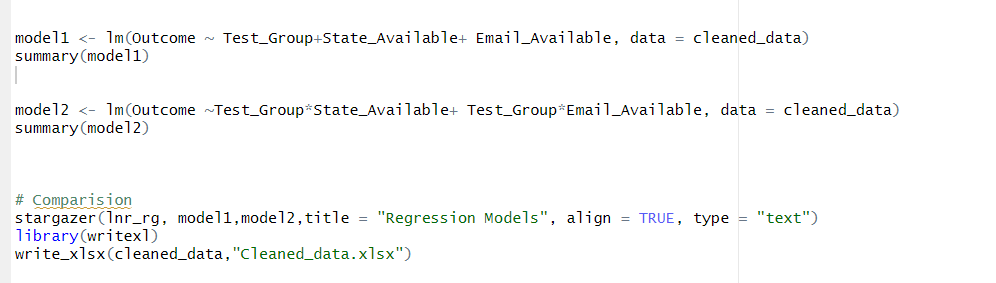 model1 <- lm(Outcome ~ Test_Group+State_Available+ Email_Available, data = cleaned_data)
summary(model1)
model2 <- lm(Outcome ~Test_Group*State_Available+ Test_Group*Email_Available, data = cleaned_data)
summary(model2)
# Comparision
stargazer(lnr_rg, model1,model2,title = "Regression Models", align = TRUE, type = "text")
library(writexl)
write_xlsx(cleaned_data,"Cleaned_data.xlsx")